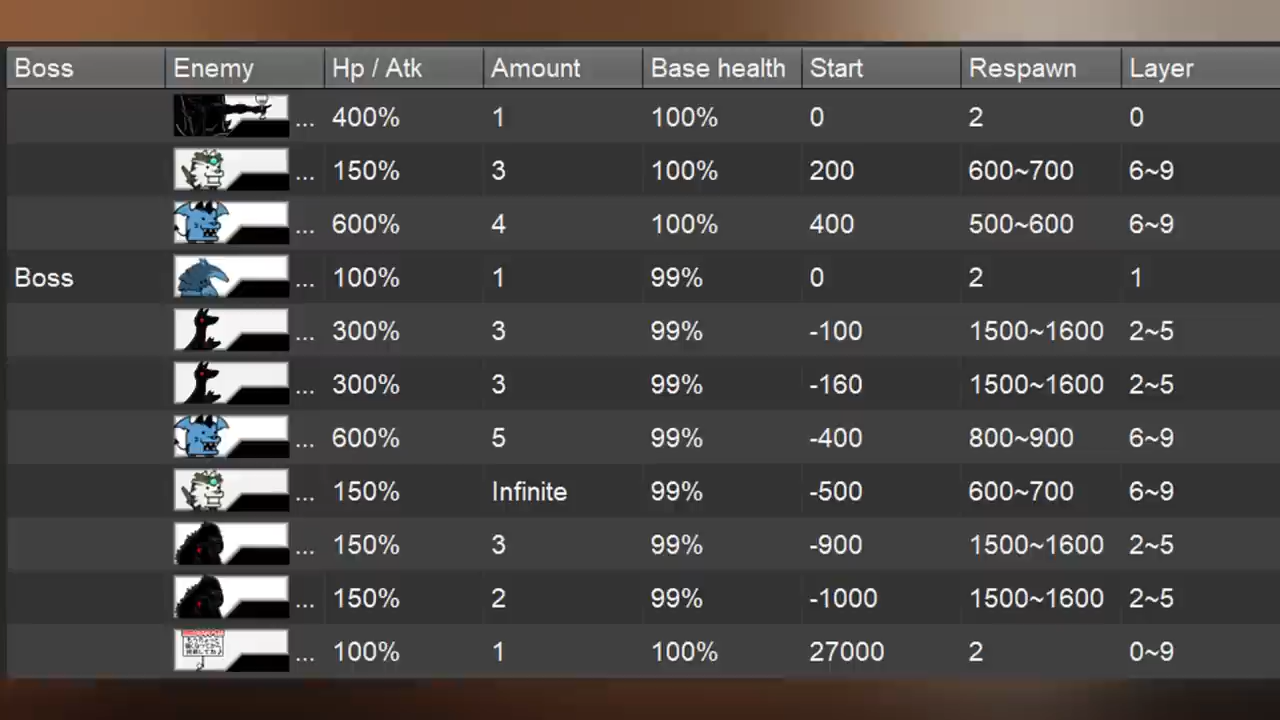 Boss Enemy Hp / Atk Amount Base health Start Respawn Layer
... 400% 1 100% 0 2 0
... 150% 3 100% 200 600~700 6~9
... 600% 4 100% 400 500~600 6~9
Boss ... 100% 1 99% 0 2 1
... 300% 3 99% -100 1500~1600 2~5
... 300% 3 99% -160 1500~1600 2~5
... 600% 5 99% -400 800~900 6~9
... 150% Infinite 99% -500 600~700 6~9
... 150% 3 99% -900 1500~1600 2~5
... 150% 2 99% -1000 1500~1600 2~5
... 100% 1 100% 27000 2 0~9